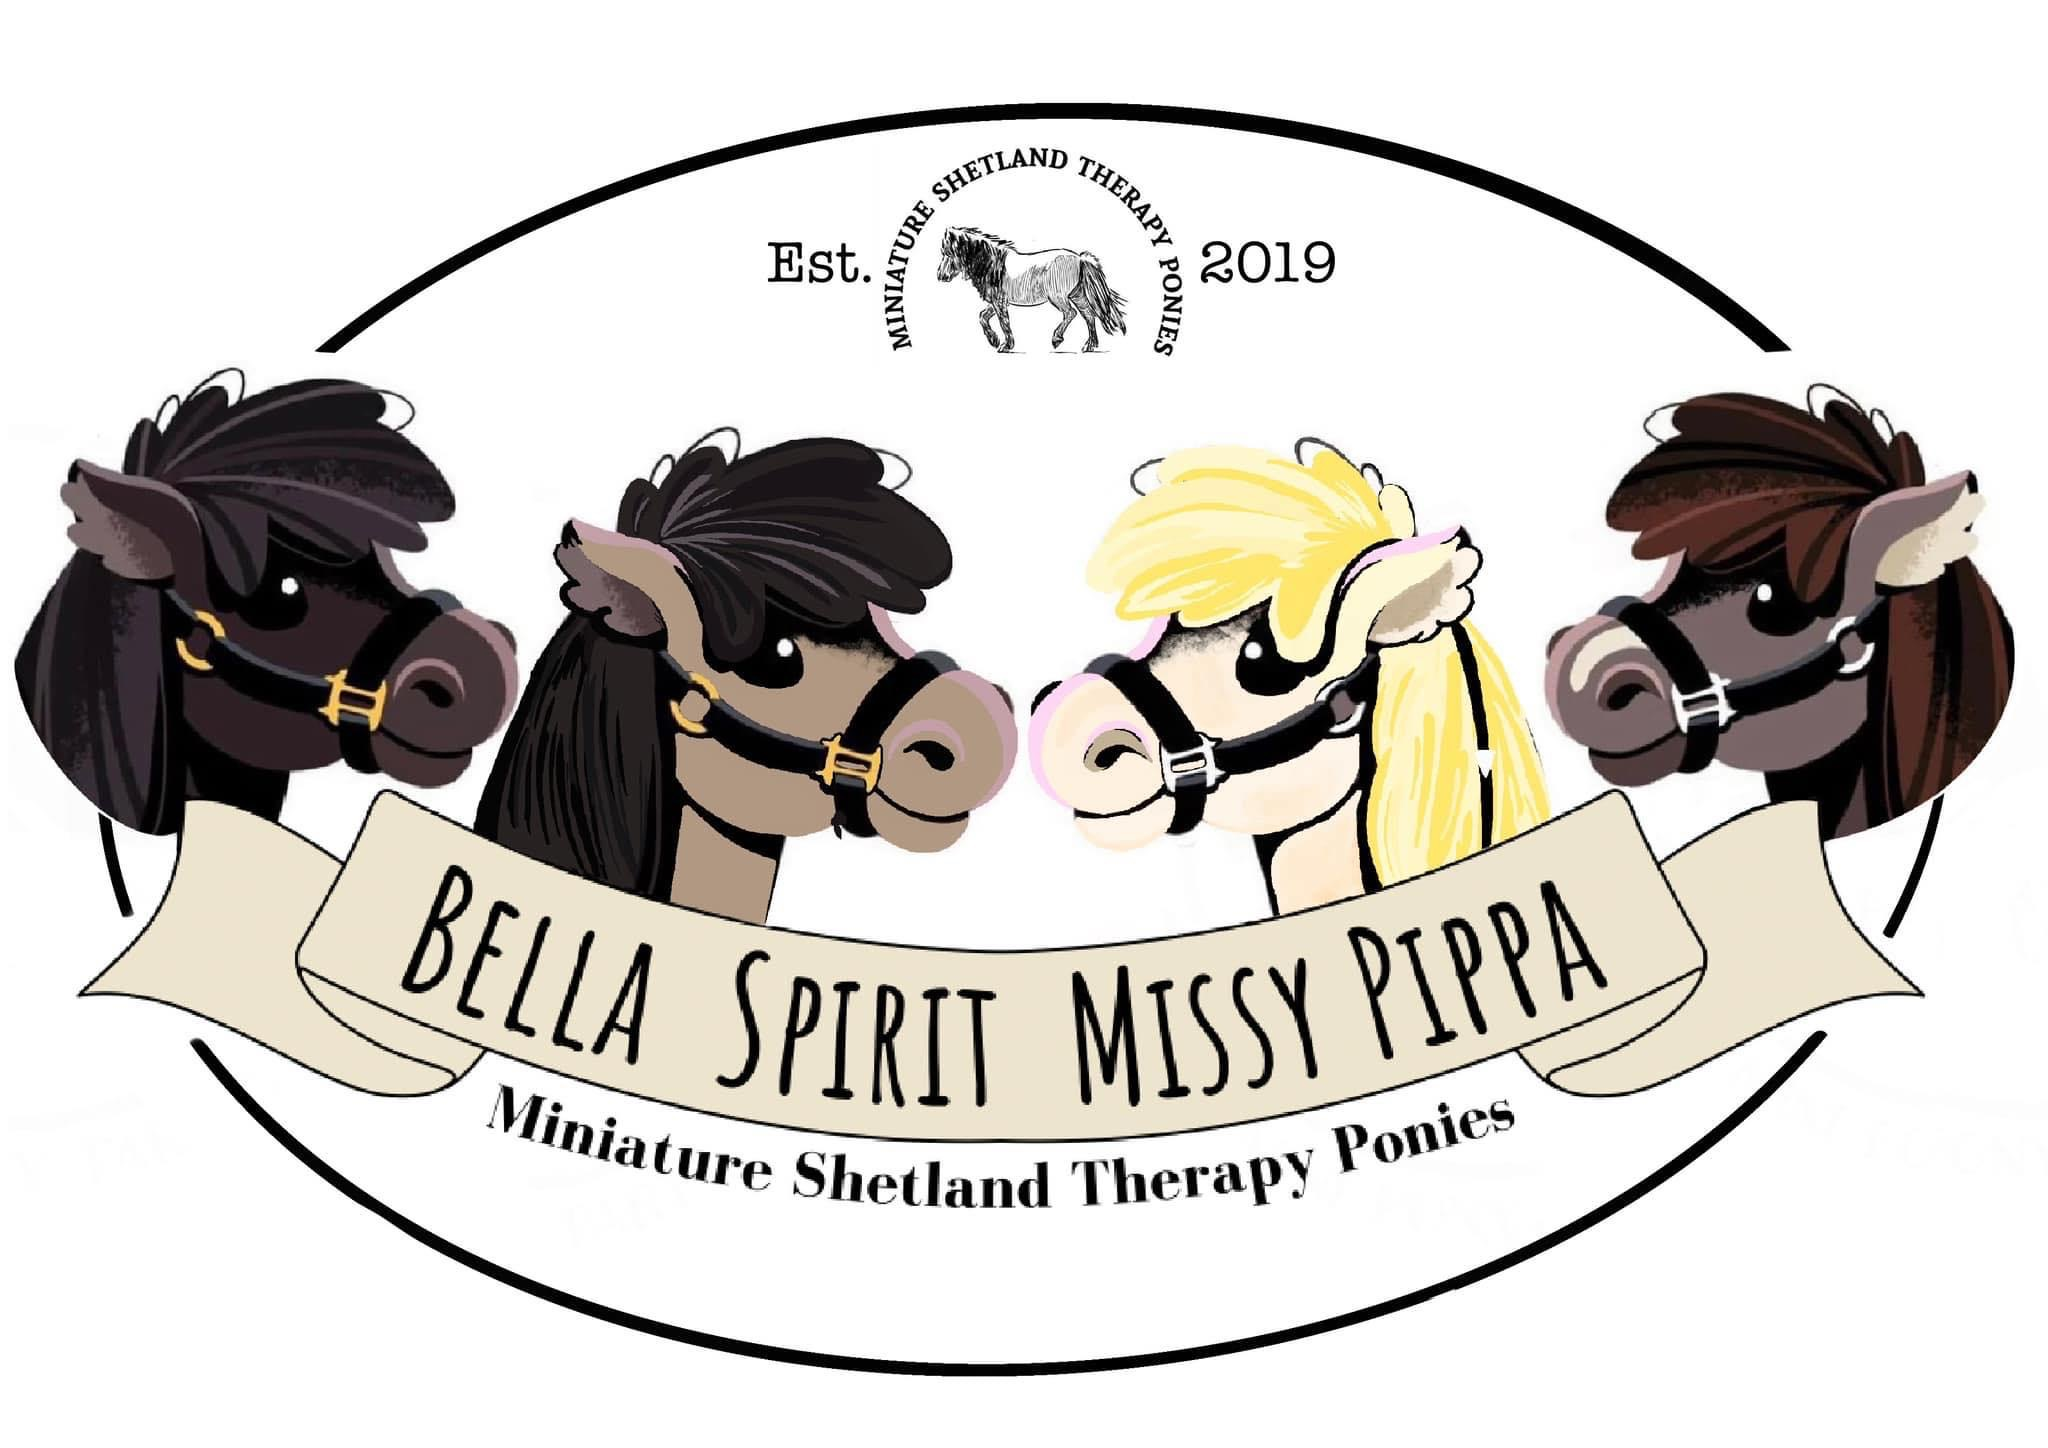 MINIATURE SHETLAND THERAPY PONIES
Est. 2019
BELLA SPIRIT MISSY PIPPA
Miniature Shetland Therapy Ponies